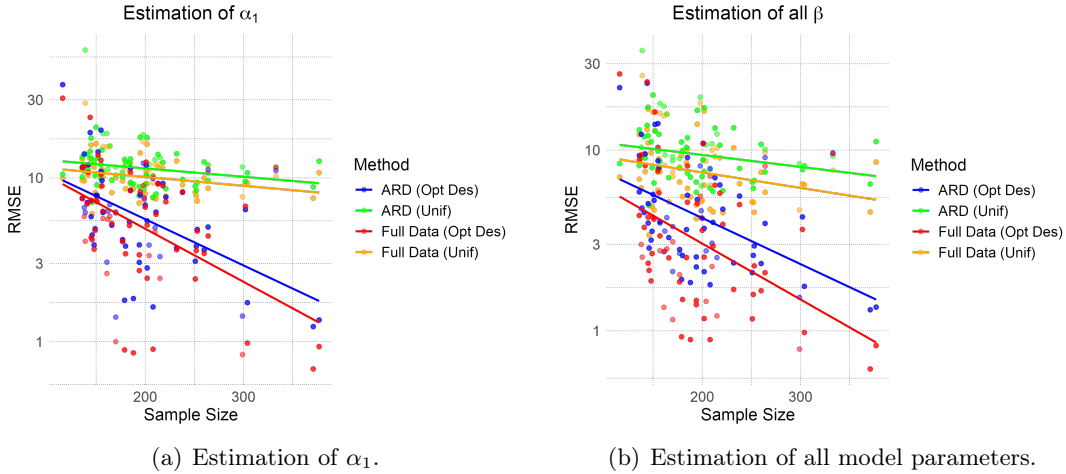 Estimation of α1
RMSE
30
10
3
1
200
300
Sample Size
Method
ARD (Opt Des)
ARD (Unif)
Full Data (Opt Des)
Full Data (Unif)
(a) Estimation of α1.
Estimation of all β
RMSE
30
10
3
1
200
300
Sample Size
Method
ARD (Opt Des)
ARD (Unif)
Full Data (Opt Des)
Full Data (Unif)
(b) Estimation of all model parameters.